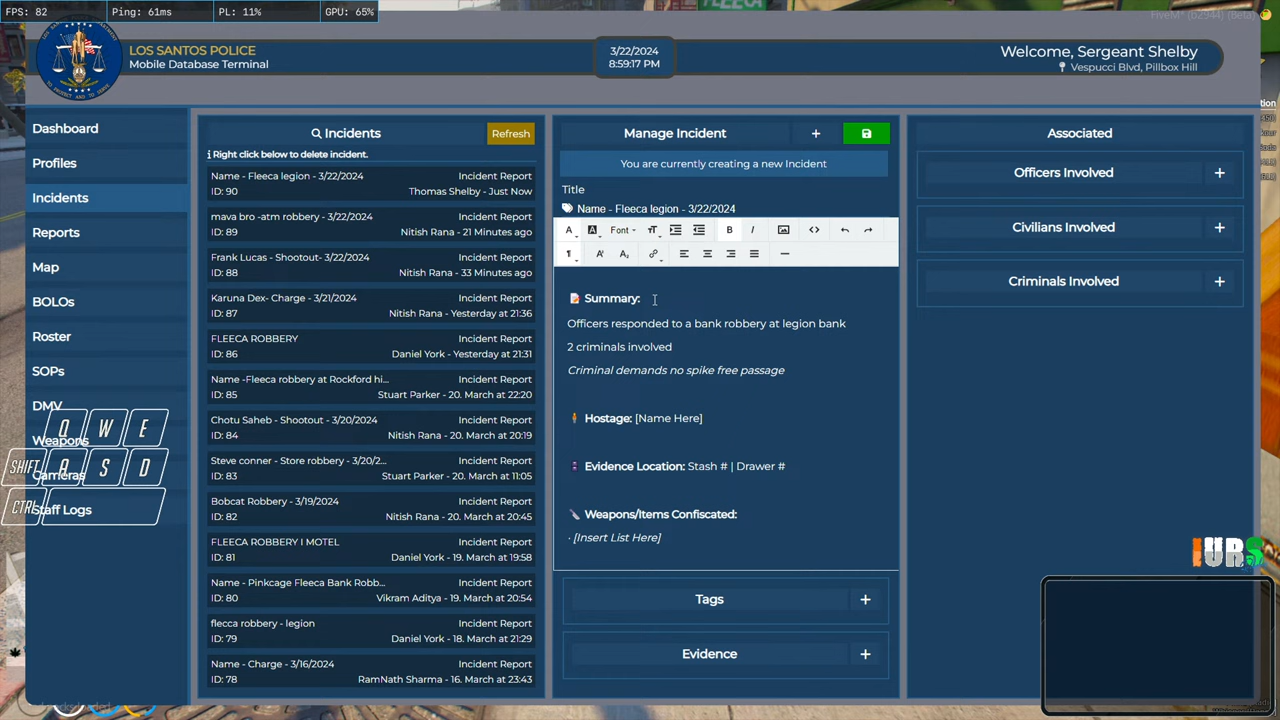 FPS: 82
Ping: 61ms
PL: 11%
GPU: 65%
FiveM® (B2944) (Beta)
LOS SANTOS POLICE
Mobile Database Terminal
3/22/2024
8:59:17 PM
Welcome, Sergeant Shelby
Vespucci Blvd, Pillbox Hill
Dashboard
Profiles
Incidents
Reports
Map
BOLOs
Roster
SOPs
DMV
Weapons
Cameras
Staff Logs
Q W E
SHIFT A S D
CTRL
Incidents
Refresh
Right click below to delete incident.
Name - Fleeca legion - 3/22/2024 Incident Report
ID: 90 Thomas Shelby - Just Now
mava bro -atm robbery - 3/22/2024 Incident Report
ID: 89 Nitish Rana - 21 Minutes ago
Frank Lucas - Shootout- 3/22/2024 Incident Report
ID: 88 Nitish Rana - 33 Minutes ago
Karuna Dex- Charge - 3/21/2024 Incident Report
ID: 87 Nitish Rana - Yesterday at 21:36
FLEECA ROBBERY Incident Report
ID: 86 Daniel York - Yesterday at 21:31
Name -Fleeca robbery at Rockford hi... Incident Report
ID: 85 Stuart Parker - 20. March at 22:20
Chotu Saheb - Shootout - 3/20/2024 Incident Report
ID: 84 Nitish Rana - 20. March at 20:19
Steve conner - Store robbery - 3/20/2... Incident Report
ID: 83 Stuart Parker - 20. March at 11:05
Bobcat Robbery - 3/19/2024 Incident Report
ID: 82 Nitish Rana - 20. March at 20:45
FLEECA ROBBERY I MOTEL Incident Report
ID: 81 Daniel York - 19. March at 19:58
Name - Pinkcage Fleeca Bank Robb... Incident Report
ID: 80 Vikram Aditya - 19. March at 20:54
flecca robbery - legion Incident Report
ID: 79 Daniel York - 18. March at 21:29
Name - Charge - 3/16/2024 Incident Report
ID: 78 RamNath Sharma - 16. March at 23:43
Manage Incident
You are currently creating a new Incident
Title
Name - Fleeca legion - 3/22/2024
Font
Summary:
Officers responded to a bank robbery at legion bank
2 criminals involved
Criminal demands no spike free passage
Hostage: [Name Here]
Evidence Location: Stash # | Drawer #
Weapons/Items Confiscated:
· [Insert List Here]
Tags
Evidence
Associated
Officers Involved
Civilians Involved
Criminals Involved
IURS